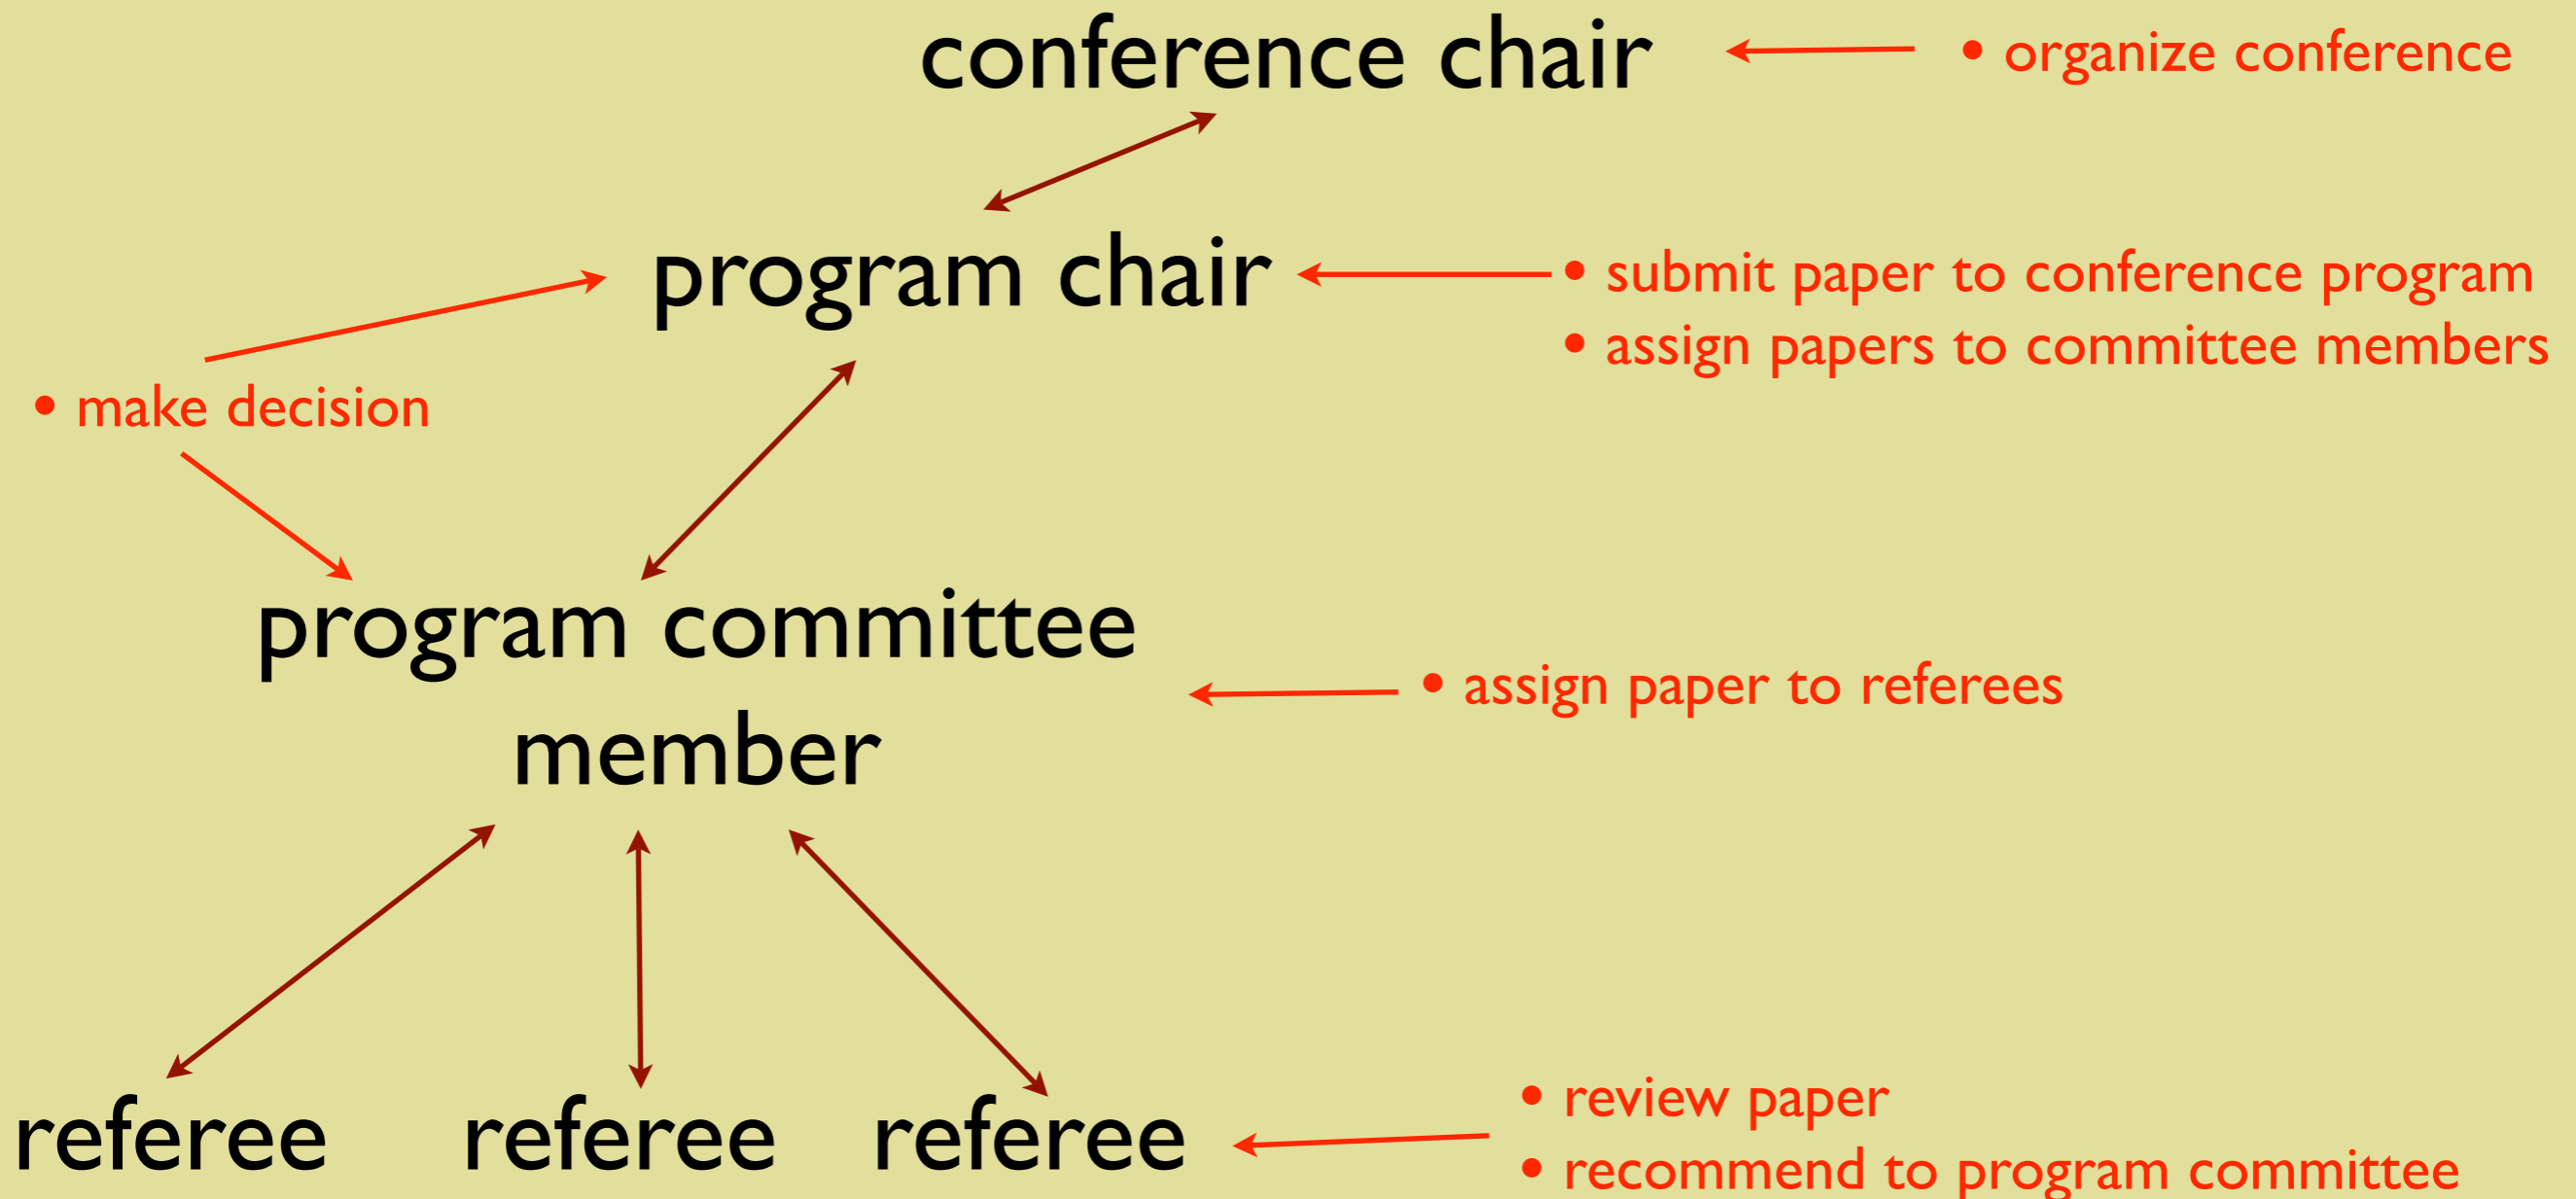 conference chair
• organize conference
program chair
• submit paper to conference program
• assign papers to committee members
• make decision
program committee
member
• assign paper to referees
referee
referee
referee
• review paper
• recommend to program committee